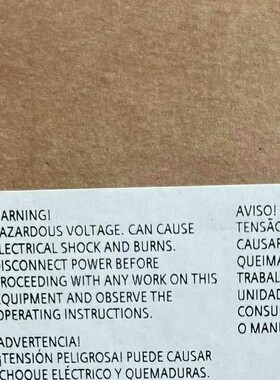 ARNING!
AZARDOUS VOLTAGE. CAN CAUSE
LECTRICAL SHOCK AND BURNS.
ISCONNECT POWER BEFORE
ROCEEDING WITH ANY WORK ON THIS
QUIPMENT AND OBSERVE THE
PERATING INSTRUCTIONS.
ADVERTENCIA!
¡TENSIÓN PELIGROSA! PUEDE CAUSAR
CHOQUE ELÉCTRICO Y QUEMADURAS.
AVISO!
TENSÃO
CAUSAR
QUEIMA
TRABAL
UNIDAD
CONSU
O MAN